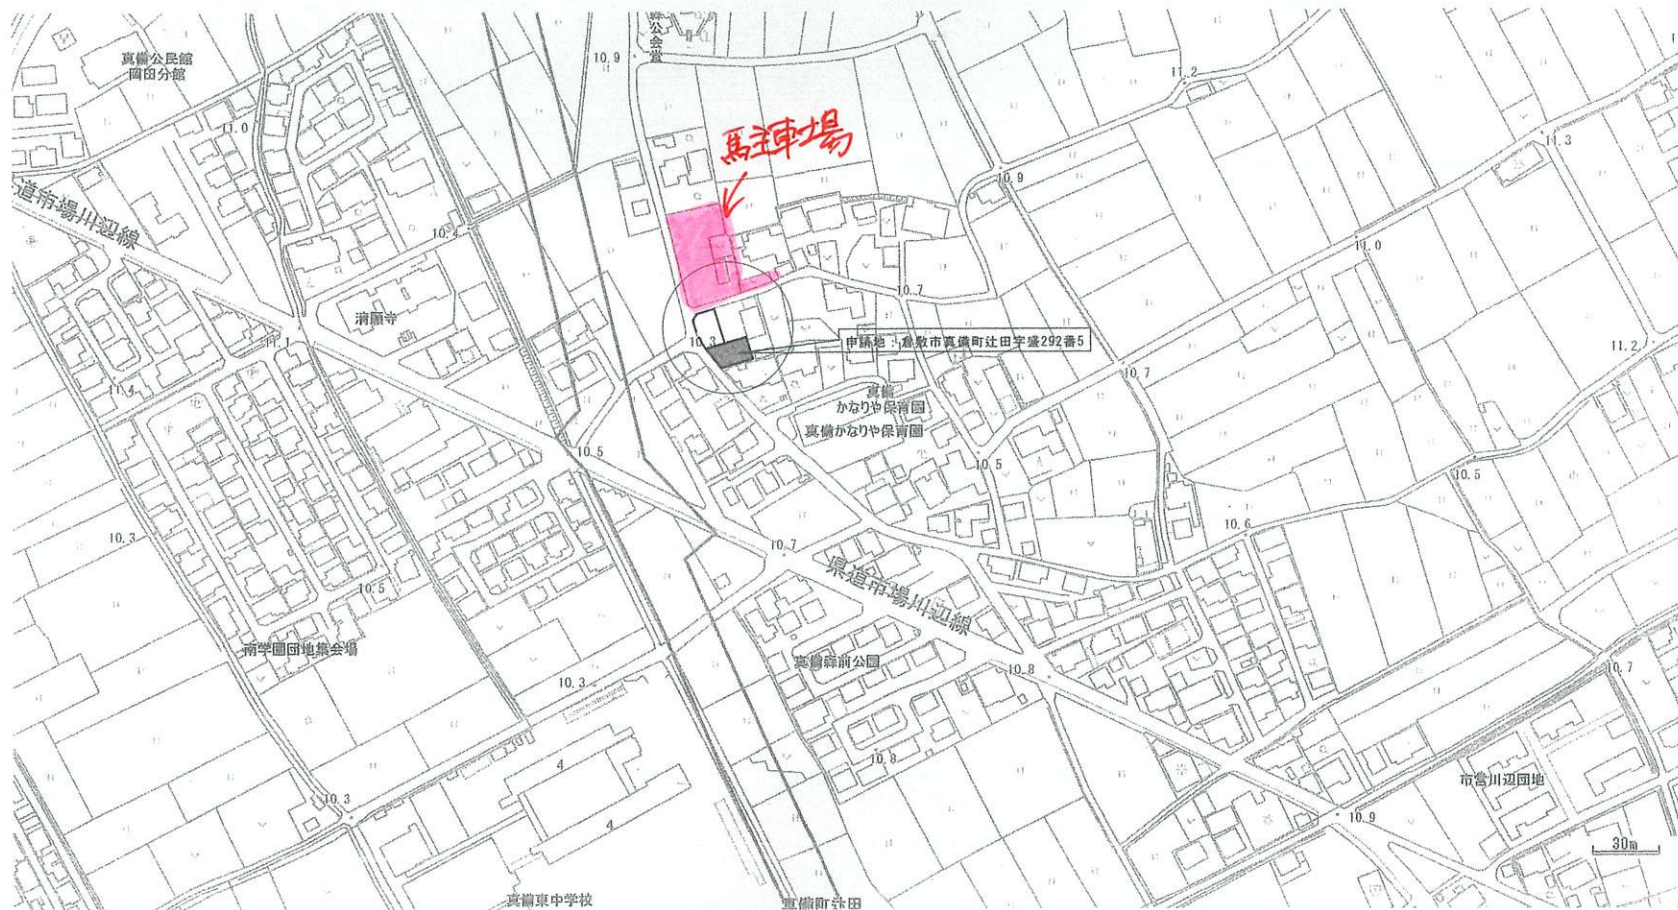 真備公民館
岡田分館
森公会堂
10.9
11.2
11.0
駐車場
11.3
10.9
道市場川辺線
10.4
11.0
清願寺
10.7
11.1
10.3
申請地：倉敷市真備町辻田字盛292番5
11.2
11.4
10.7
真備
かなりや保育園
真備かなりや保育園
10.5
10.5
10.5
10.3
10.7
10.6
県道市場川辺線
10.5
南学園団地集会場
真備森前公園
10.3
10.8
10.7
10.8
4
市営川辺団地
10.3
4
10.9
30m
真備東中学校
真備町辻田